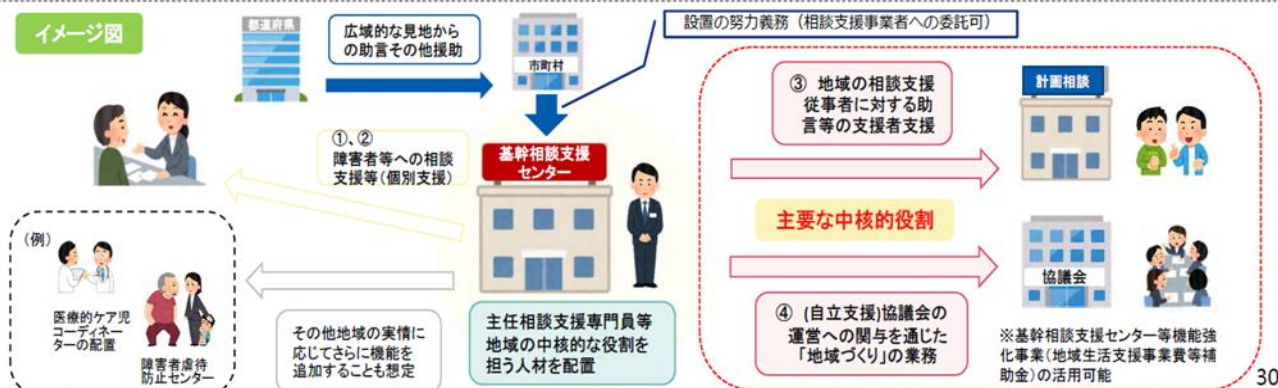 イメージ図
都道府県
広域的な見地から
の助言その他援助
市町村
設置の努力義務（相談支援事業者への委託可）
①、②
障害者等への相談
支援等（個別支援）
基幹相談支援
センター
③ 地域の相談支援
従事者に対する助
言等の支援者支援
計画相談
主要な中核的役割
協議会
④ (自立支援)協議会の
運営への関与を通じた
「地域づくり」の業務
（例）
医療的ケア児
コーディネー
ターの配置
障害者虐待
防止センター
その他地域の実情に
応じてさらに機能を
追加することも想定
主任相談支援専門員等
地域の中核的な役割を
担う人材を配置
※基幹相談支援センター等機能強
化事業(地域生活支援事業費等補
助金)の活用可能
30